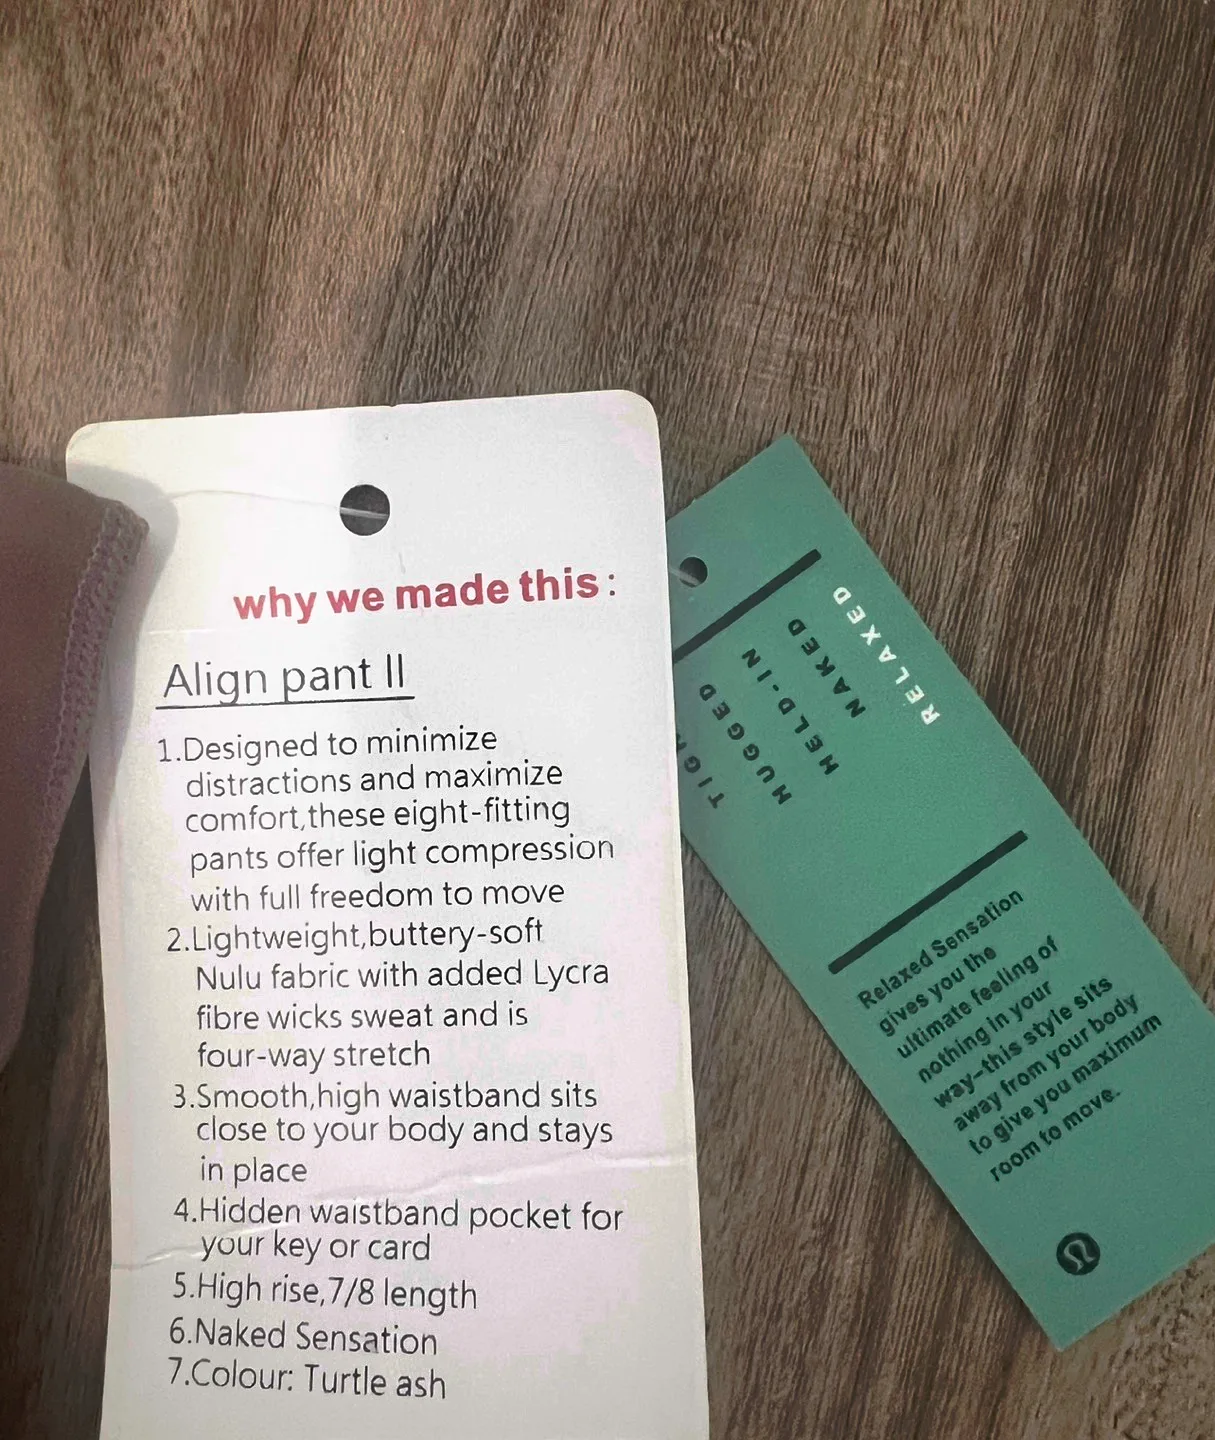 why we made this:
Align pant II
1.Designed to minimize
distractions and maximize
comfort,these eight-fitting
pants offer light compression
with full freedom to move
2.Lightweight,buttery-soft
Nulu fabric with added Lycra
fibre wicks sweat and is
four-way stretch
3.Smooth,high waistband sits
close to your body and stays
in place
4.Hidden waistband pocket for
your key or card
5.High rise,7/8 length
6.Naked Sensation
7.Colour: Turtle ash
HUGGED
HELD-IN
NAKED
RELAXED
Relaxed Sensation
gives you the
ultimate feeling of
nothing in your
way–this style sits
away from your body
to give you maximum
room to move.